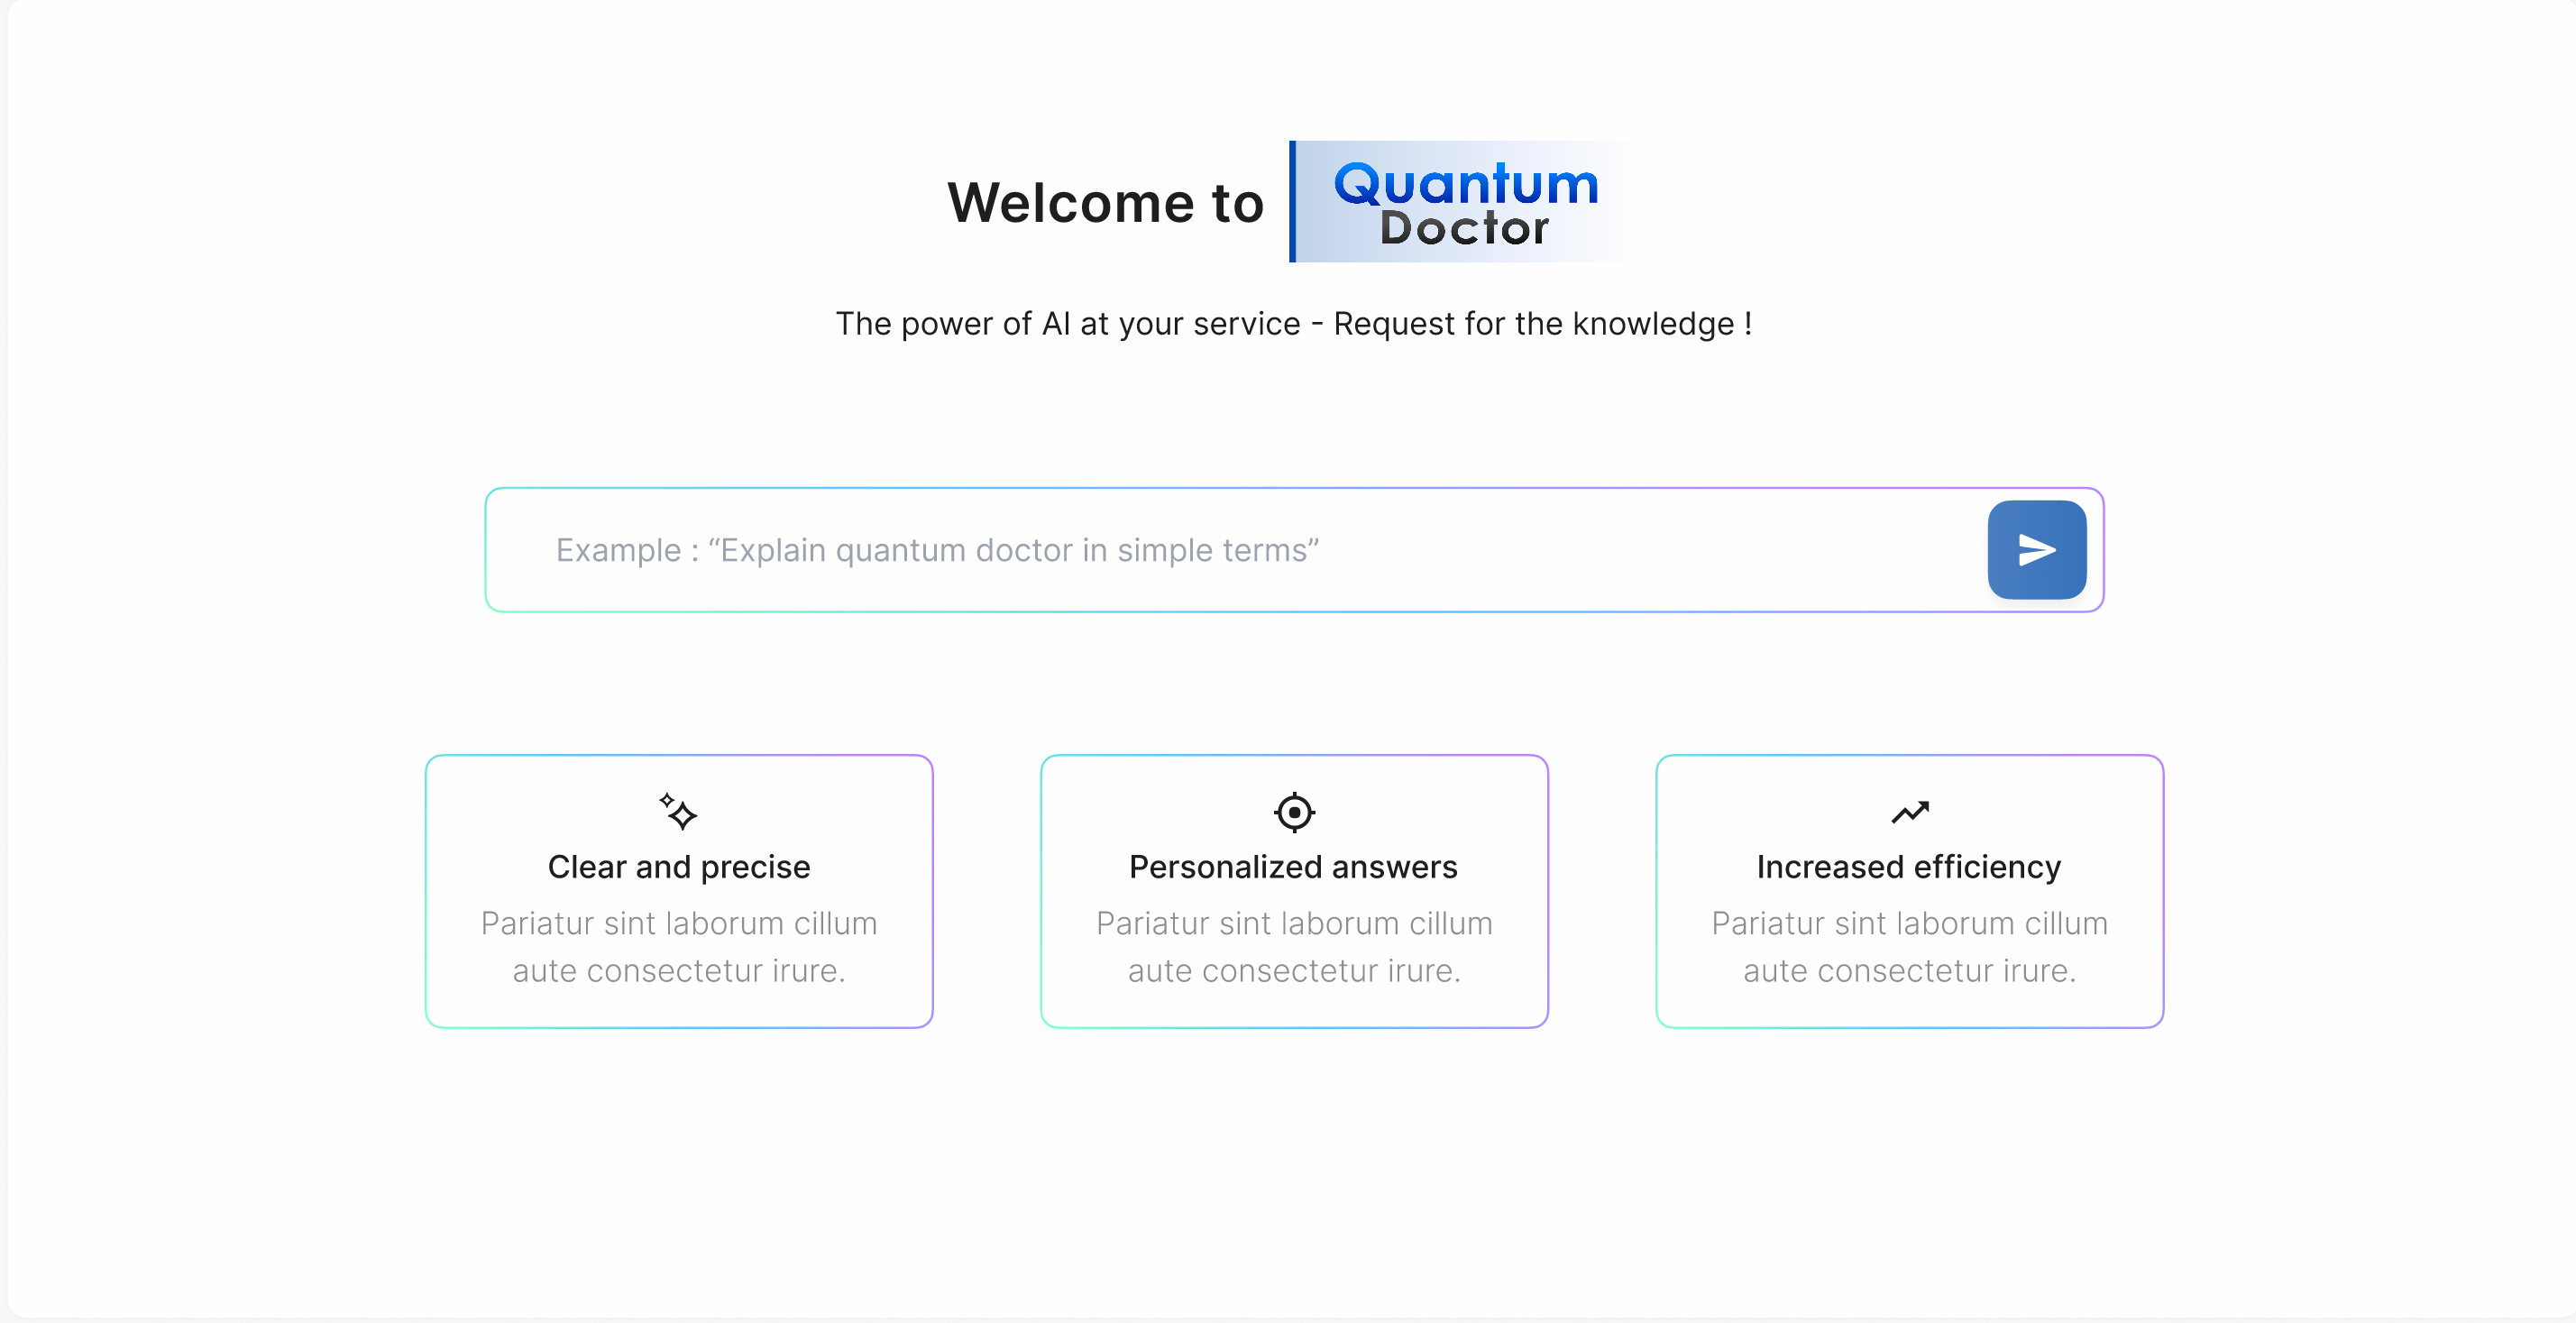 Welcome to
Quantum
Doctor
The power of AI at your service - Request for the knowledge !
Example : “Explain quantum doctor in simple terms”
Clear and precise
Pariatur sint laborum cillum
aute consectetur irure.
Personalized answers
Pariatur sint laborum cillum
aute consectetur irure.
Increased efficiency
Pariatur sint laborum cillum
aute consectetur irure.